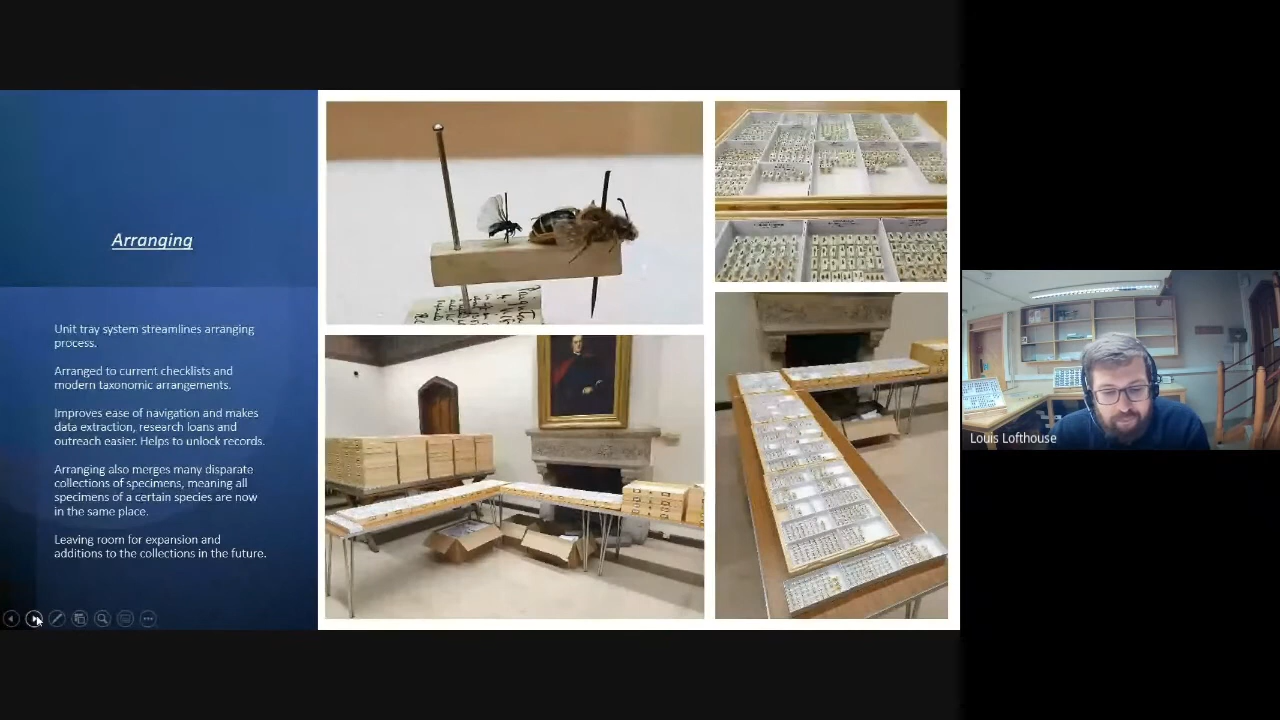 Arranging
Unit tray system streamlines arranging
process.
Arranged to current checklists and
modern taxonomic arrangements.
Improves ease of navigation and makes
data extraction, research loans and
outreach easier. Helps to unlock records.
Arranging also merges many disparate
collections of specimens, meaning all
specimens of a certain species are now
in the same place.
Leaving room for expansion and
additions to the collections in the future.
Louis Lofthouse